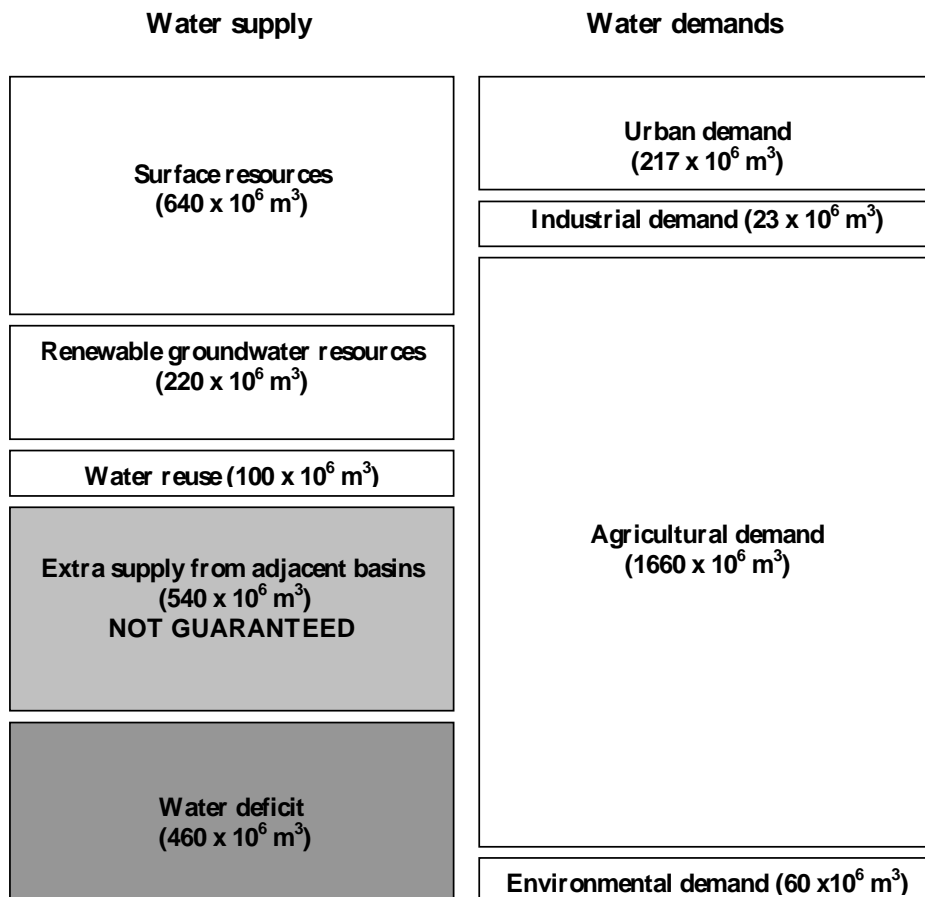 Water supply
Water demands
Surface resources
(640 x 10⁶ m³)
Renewable groundwater resources
(220 x 10⁶ m³)
Water reuse (100 x 10⁶ m³)
Extra supply from adjacent basins
(540 x 10⁶ m³)
NOT GUARANTEED
Water deficit
(460 x 10⁶ m³)
Urban demand
(217 x 10⁶ m³)
Industrial demand (23 x 10⁶ m³)
Agricultural demand
(1660 x 10⁶ m³)
Environmental demand (60 x10⁶ m³)